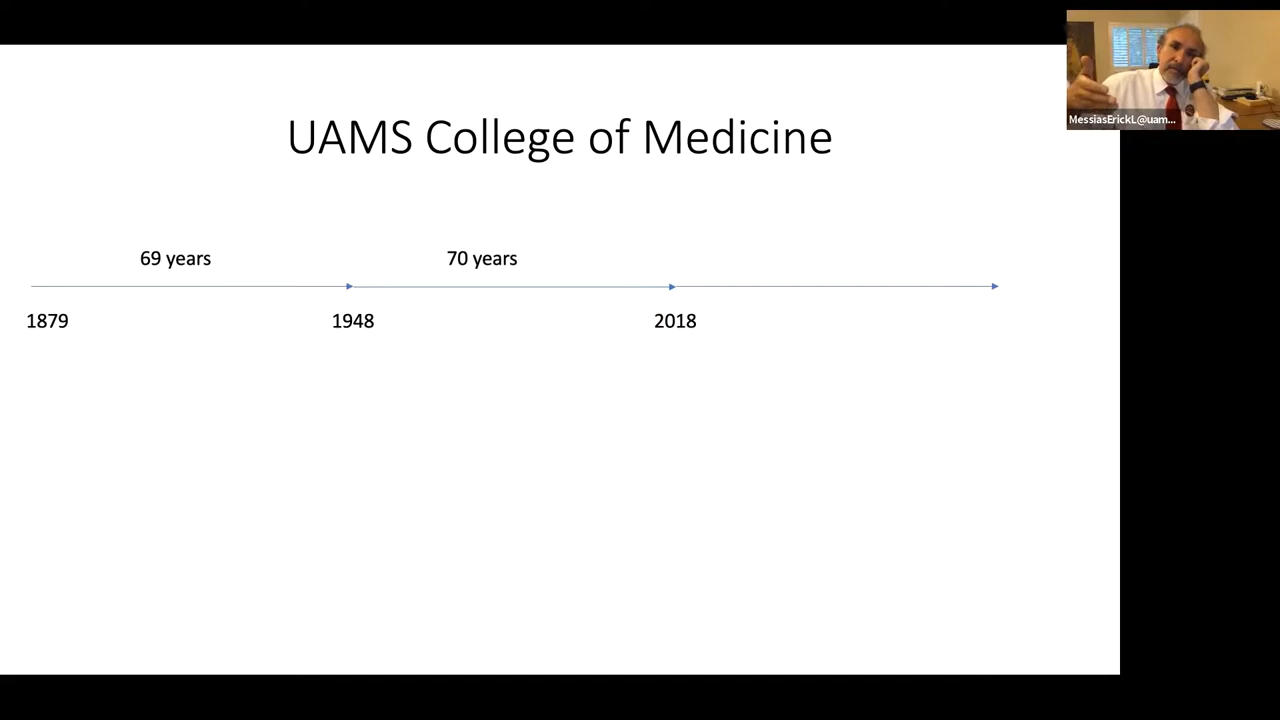 UAMS College of Medicine
69 years
70 years
1879
1948
2018
MessiasErickL@uam...